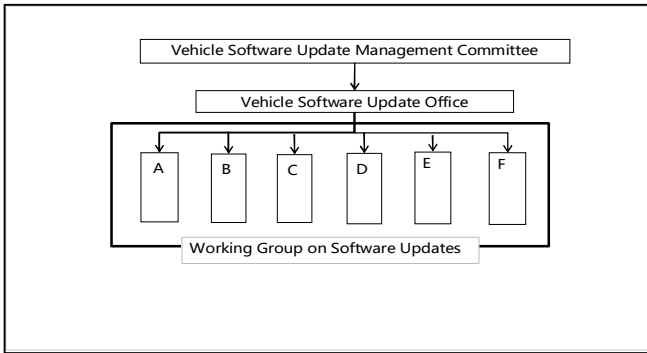 Vehicle Software Update Management Committee
Vehicle Software Update Office
A B C D E F
Working Group on Software Updates